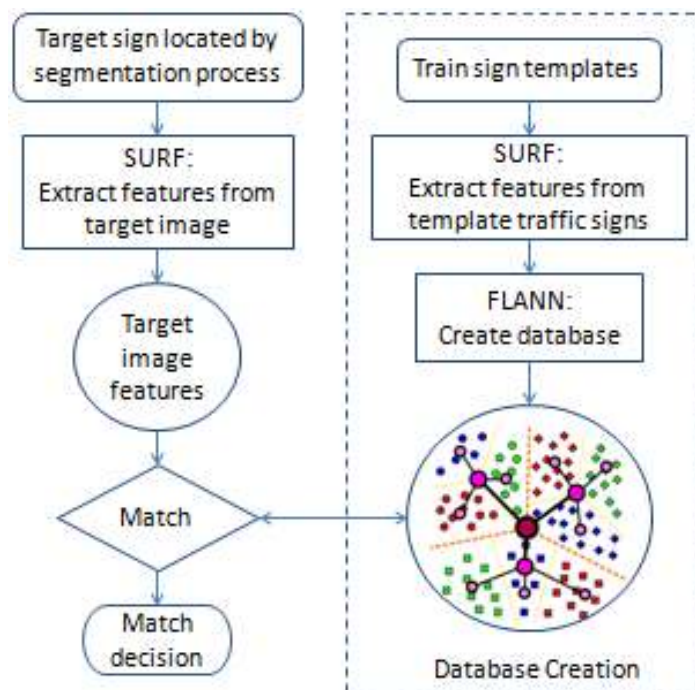 Target sign located by
segmentation process
SURF:
Extract features from
target image
Target
image
features
Match
Match
decision
Train sign templates
SURF:
Extract features from
template traffic signs
FLANN:
Create database
Database Creation